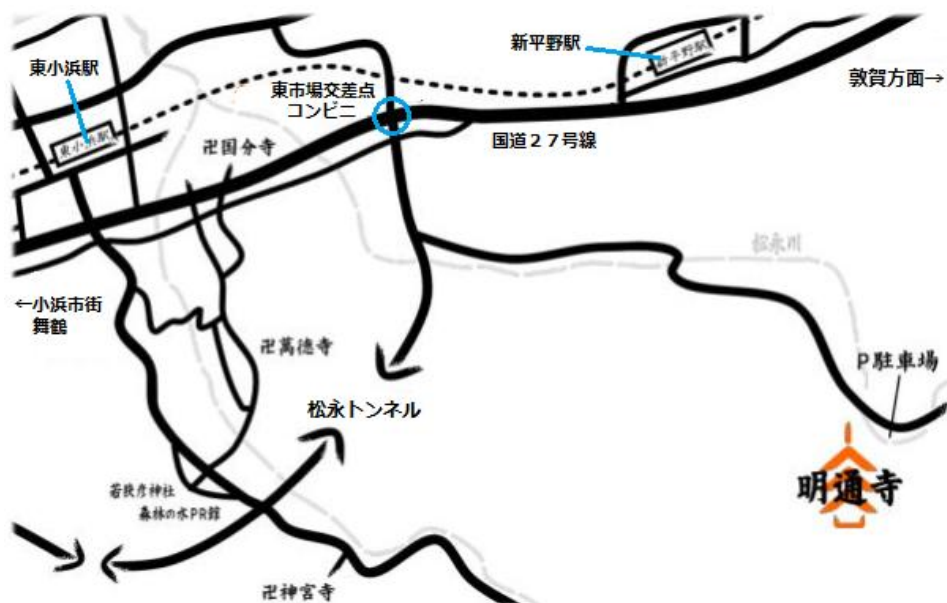 新平野駅
新平野駅
敦賀方面→
東小浜駅
東市場交差点
コンビニ
東小浜駅
国道27号線
卍国分寺
松永川
←小浜市街
舞鶴
卍萬徳寺
P駐車場
松永トンネル
明通寺
若狭彦神社
森林の水PR館
卍神宮寺